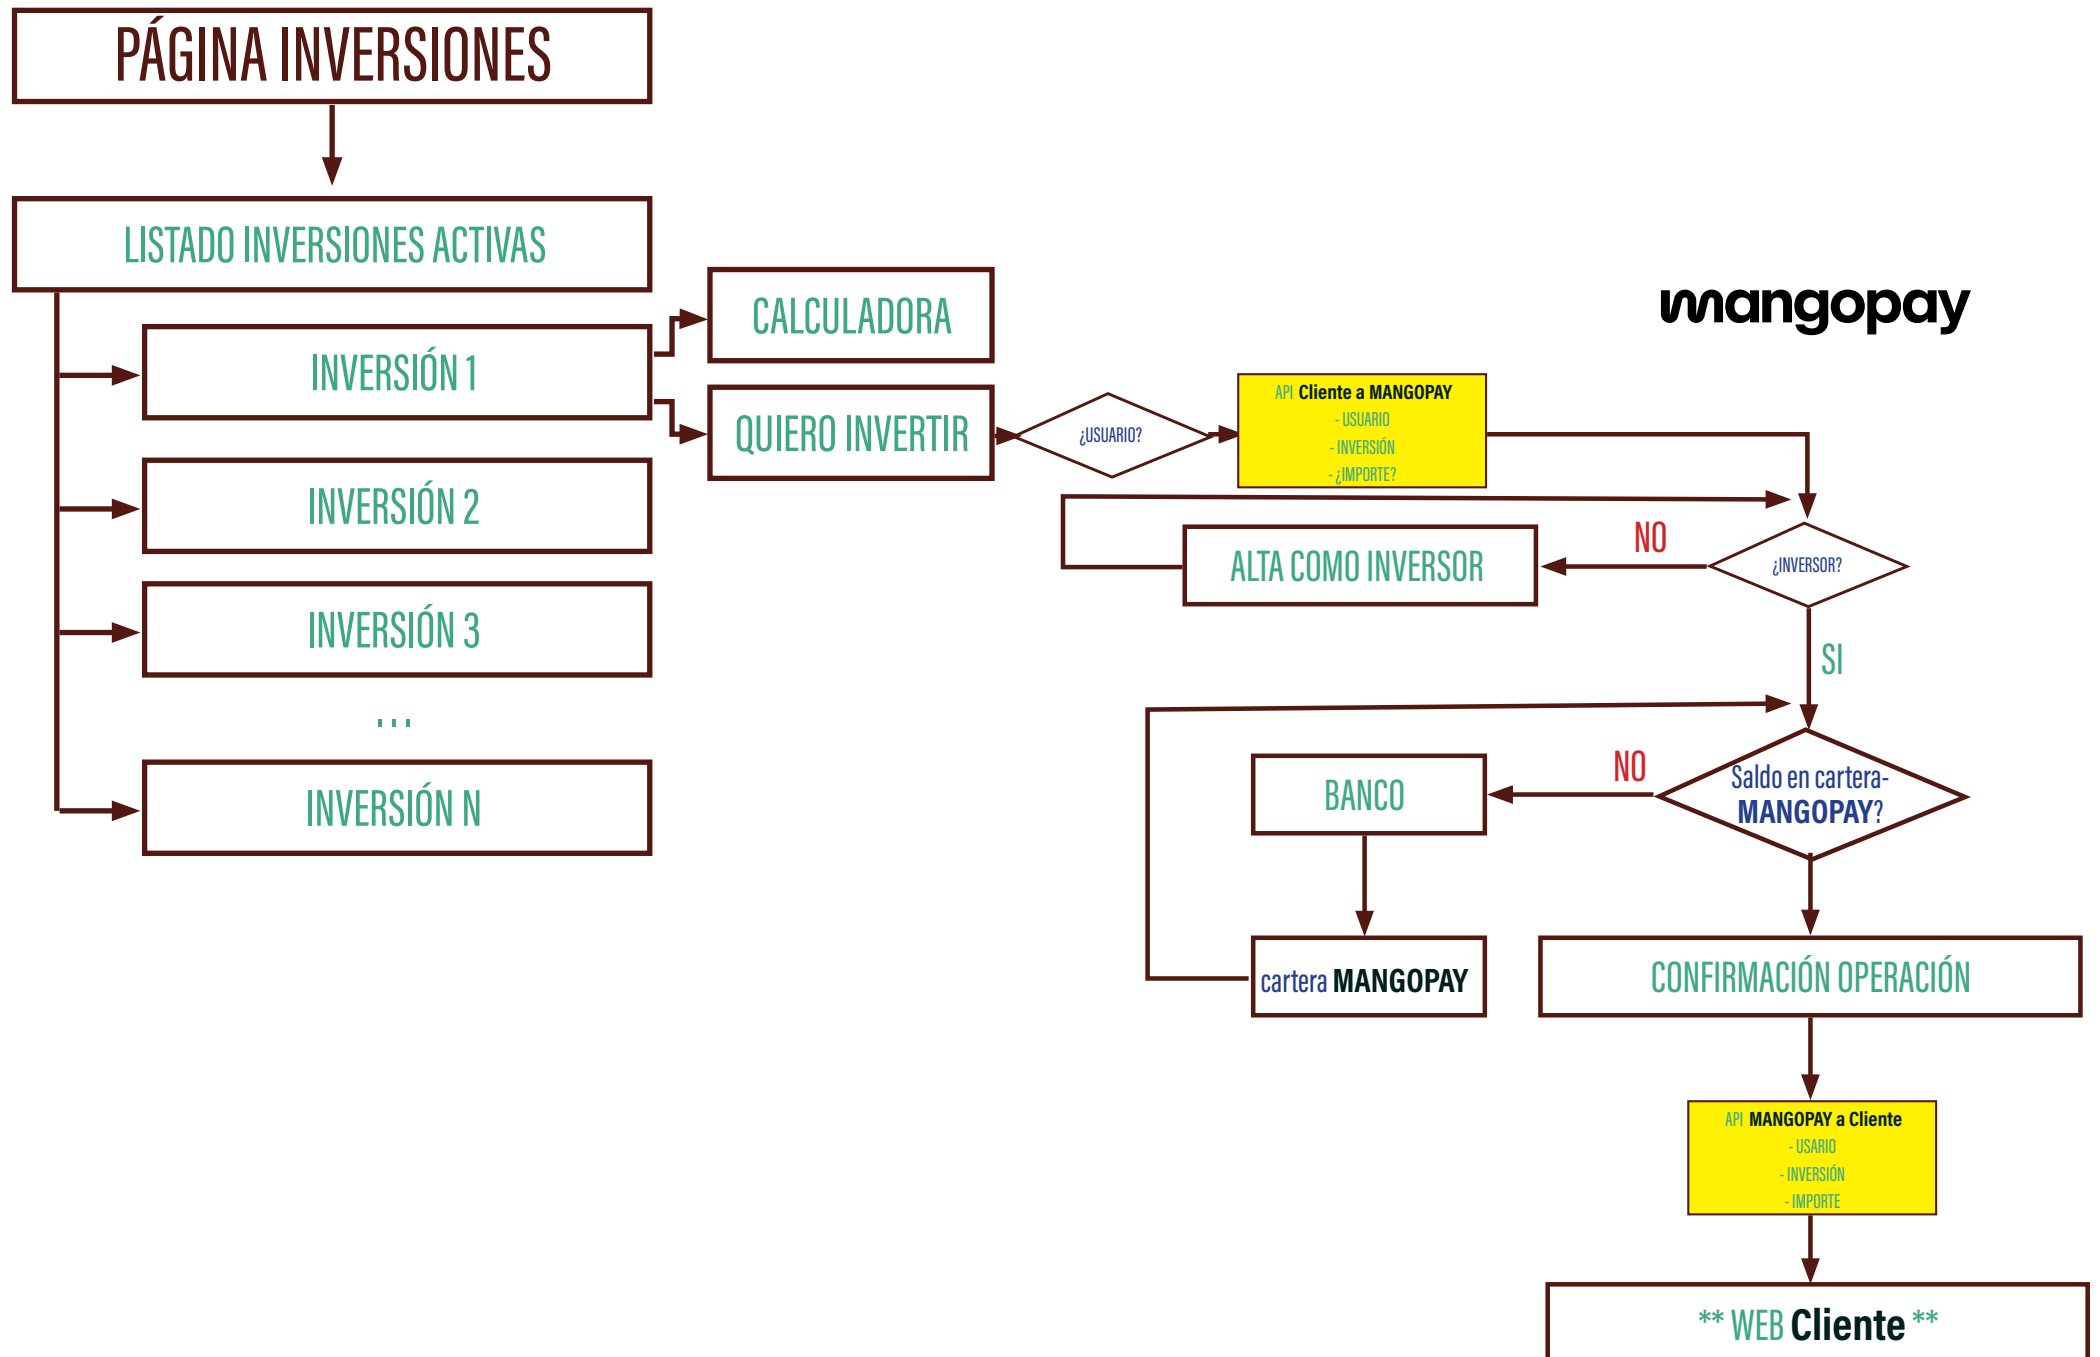 PÁGINA INVERSIONES
LISTADO INVERSIONES ACTIVAS
INVERSIÓN 1
INVERSIÓN 2
INVERSIÓN 3
...
INVERSIÓN N
CALCULADORA
QUIERO INVERTIR
¿USUARIO?
mangopay
API Cliente a MANGOPAY
- USUARIO
- INVERSIÓN
- ¿IMPORTE?
¿INVERSOR?
NO
ALTA COMO INVERSOR
SI
Saldo en cartera-
MANGOPAY?
NO
BANCO
cartera MANGOPAY
CONFIRMACIÓN OPERACIÓN
API MANGOPAY a Cliente
- USARIO
- INVERSIÓN
- IMPORTE
** WEB Cliente **